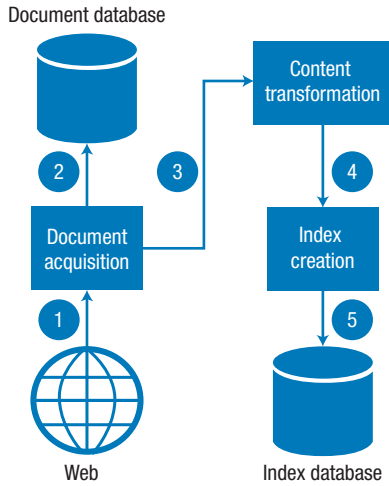 Document database
Content
transformation
2
3
4
Document
acquisition
Index
creation
1
5
Web
Index database